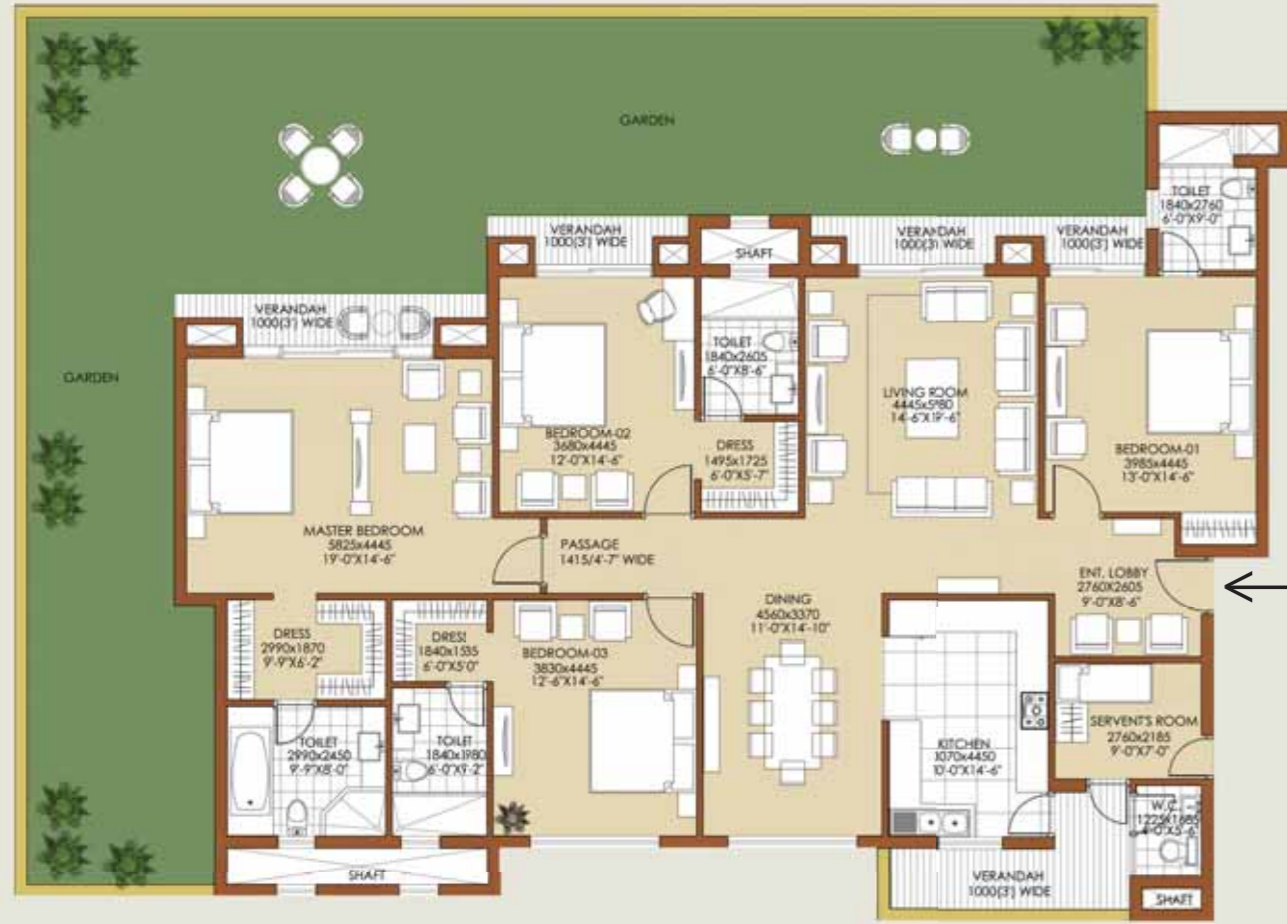 GARDEN
TOILET
1840x2760
6'-0"X9'-0"
VERANDAH
1000(3') WIDE
SHAFT
VERANDAH
1000(3') WIDE
VERANDAH
1000(3') WIDE
VERANDAH
1000(3') WIDE
GARDEN
TOILET
1840x2605
6'-0"X8'-6"
LIVING ROOM
14'-6"X19'-6"
BEDROOM-02
3680x4445
12'-0"X14'-6"
DRESS
1495x1725
6'-0"X5'-7"
BEDROOM-01
3985x4445
13'-0"X14'-6"
MASTER BEDROOM
5825x4445
19'-0"X14'-6"
PASSAGE
1415/4'-7" WIDE
ENT. LOBBY
2760X2605
9'-0"X8'-6"
DINING
4560x3370
11'-0"X14'-10"
DRESS
2990x1870
9'-9"X6'-2"
1840x1535
6'-0"X5'0"
BEDROOM-03
3830x4445
12'-6"X14'-6"
SERVENT'S ROOM
2760x2185
9'-0"X7'-0"
TOILET
2990x2450
9'-9"X8'-0"
TOILET
1840x1980
KITCHEN
10'-0"X14'-6"
W.C.
1225x1685
4'-0"X5'-6"
SHAFT
VERANDAH
1000(3') WIDE
SHAFT